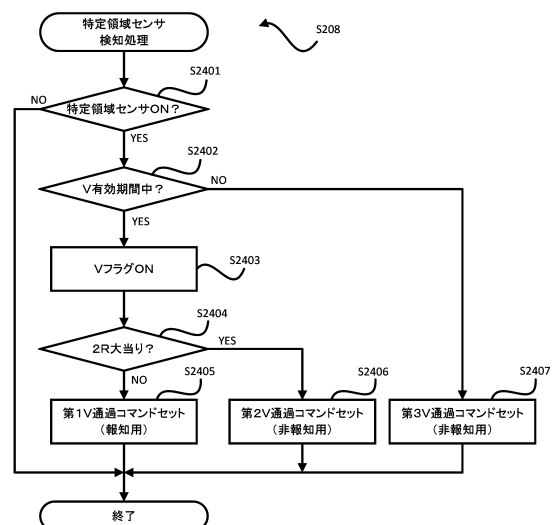 特定領域センサ
検知処理
S208
S2401
NO
特定領域センサON?
YES
S2402
V有効期間中?
NO
YES
VフラグON
S2403
S2404
2R大当り?
YES
NO
S2405
S2406
S2407
第1V通過コマンドセット
(報知用)
第2V通過コマンドセット
(非報知用)
第3V通過コマンドセット
(非報知用)
終了